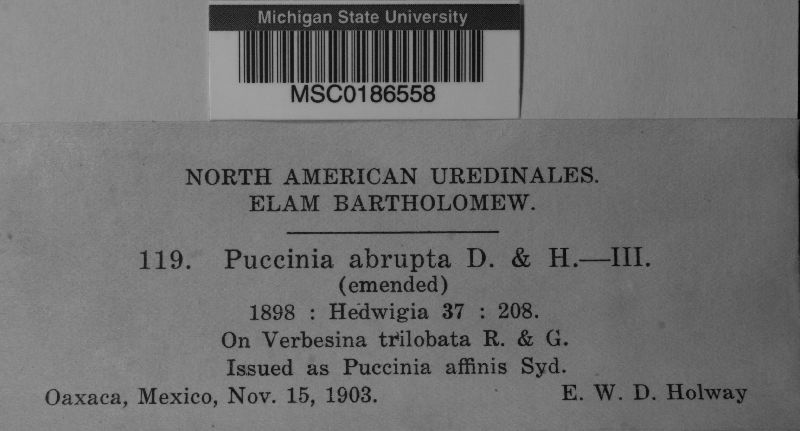 Michigan State University
MSC0186558
NORTH AMERICAN UREDINALES.
ELAM BARTHOLOMEW.
119. Puccinia abrupta D. & H.—III.
(emended)
1898 : Hedwigia 37 : 208.
On Verbesina trilobata R. & G.
Issued as Puccinia affinis Syd.
Oaxaca, Mexico, Nov. 15, 1903. E. W. D. Holway